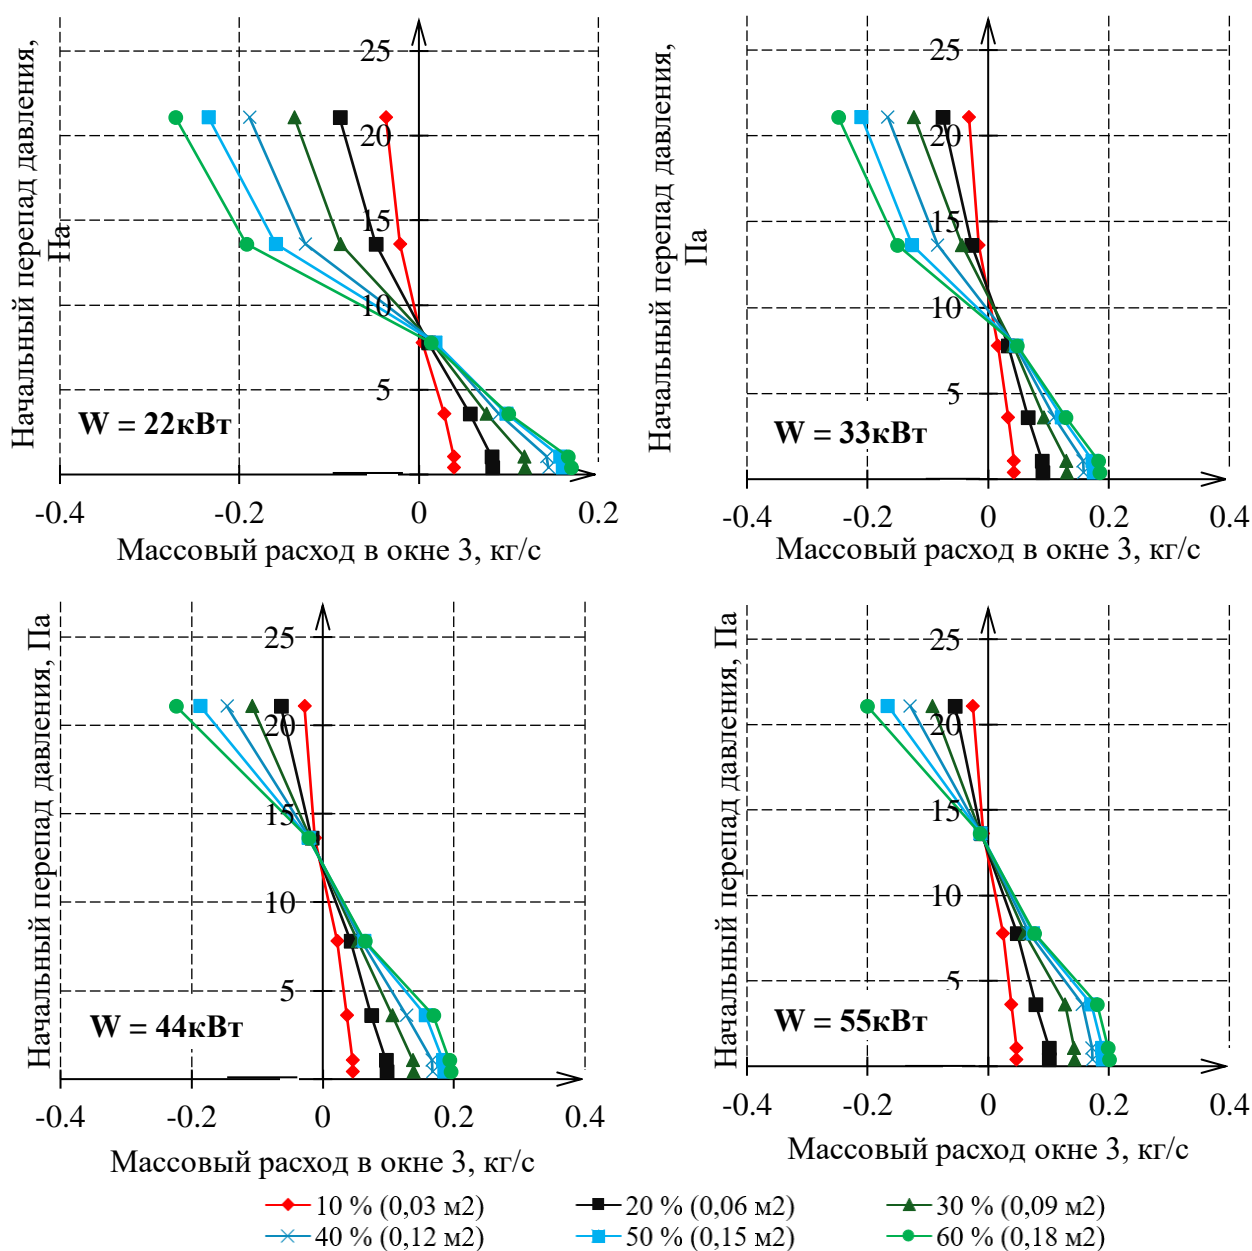 Начальный перепад давления,
Па
25
20
15
10
5
W = 22кВт
-0.4 -0.2 0 0.2
Массовый расход в окне 3, кг/с
Начальный перепад давления,
Па
25
20
15
10
5
W = 33кВт
-0.4 -0.2 0 0.2 0.4
Массовый расход в окне 3, кг/с
Начальный перепад давления, Па
25
20
15
10
5
W = 44кВт
-0.4 -0.2 0 0.2 0.4
Массовый расход в окне 3, кг/с
Начальный перепад давления, Па
25
20
15
10
5
W = 55кВт
-0.4 -0.2 0 0.2 0.4
Массовый расход окне 3, кг/с
10 % (0,03 м2) 20 % (0,06 м2) 30 % (0,09 м2)
40 % (0,12 м2) 50 % (0,15 м2) 60 % (0,18 м2)